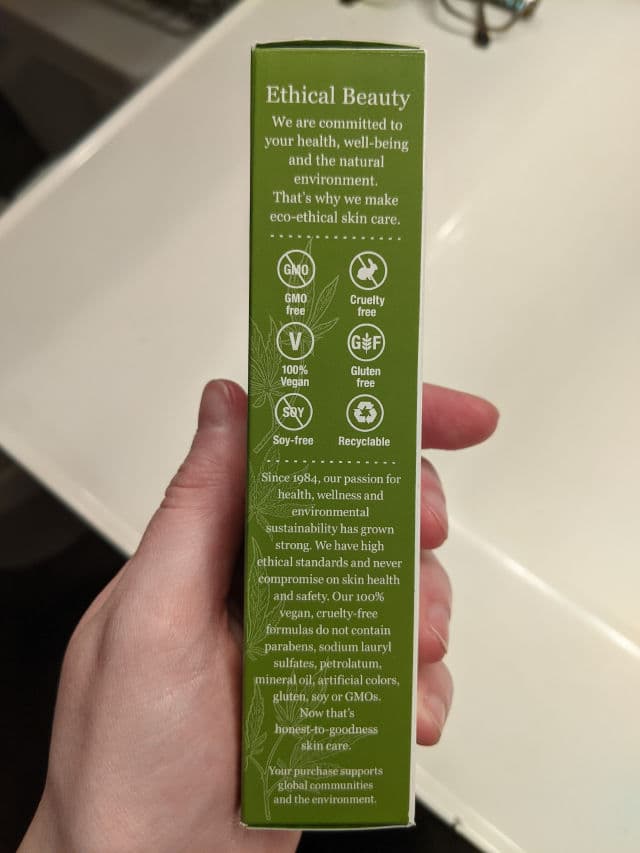 Ethical Beauty
We are committed to
your health, well-being
and the natural
environment.
That's why we make
eco-ethical skin care.
GMO
GMO
free
Cruelty
free
V
100%
Vegan
GF
Gluten
free
SOY
Soy-free
Recyclable
Since 1984, our passion for
health, wellness and
environmental
sustainability has grown
strong. We have high
ethical standards and never
compromise on skin health
and safety. Our 100%
vegan, cruelty-free
formulas do not contain
parabens, sodium lauryl
sulfates, petrolatum,
mineral oil, artificial colors,
gluten, soy or GMOs.
Now that's
honest-to-goodness
skin care.
Your purchase supports
global communities
and the environment.